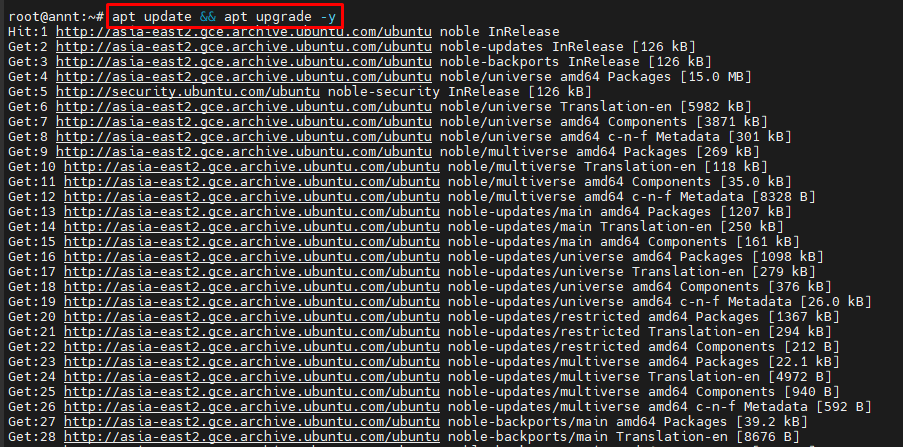 root@annt:~# apt update && apt upgrade -y
Hit:1 http://asia-east2.gce.archive.ubuntu.com/ubuntu noble InRelease
Get:2 http://asia-east2.gce.archive.ubuntu.com/ubuntu noble-updates InRelease [126 kB]
Get:3 http://asia-east2.gce.archive.ubuntu.com/ubuntu noble-backports InRelease [126 kB]
Get:4 http://asia-east2.gce.archive.ubuntu.com/ubuntu noble/universe amd64 Packages [15.0 MB]
Get:5 http://security.ubuntu.com/ubuntu noble-security InRelease [126 kB]
Get:6 http://asia-east2.gce.archive.ubuntu.com/ubuntu noble/universe Translation-en [5982 kB]
Get:7 http://asia-east2.gce.archive.ubuntu.com/ubuntu noble/universe amd64 Components [3871 kB]
Get:8 http://asia-east2.gce.archive.ubuntu.com/ubuntu noble/universe amd64 c-n-f Metadata [301 kB]
Get:9 http://asia-east2.gce.archive.ubuntu.com/ubuntu noble/multiverse amd64 Packages [269 kB]
Get:10 http://asia-east2.gce.archive.ubuntu.com/ubuntu noble/multiverse Translation-en [118 kB]
Get:11 http://asia-east2.gce.archive.ubuntu.com/ubuntu noble/multiverse amd64 Components [35.0 kB]
Get:12 http://asia-east2.gce.archive.ubuntu.com/ubuntu noble/multiverse amd64 c-n-f Metadata [8328 B]
Get:13 http://asia-east2.gce.archive.ubuntu.com/ubuntu noble-updates/main amd64 Packages [1207 kB]
Get:14 http://asia-east2.gce.archive.ubuntu.com/ubuntu noble-updates/main Translation-en [250 kB]
Get:15 http://asia-east2.gce.archive.ubuntu.com/ubuntu noble-updates/main amd64 Components [161 kB]
Get:16 http://asia-east2.gce.archive.ubuntu.com/ubuntu noble-updates/universe amd64 Packages [1098 kB]
Get:17 http://asia-east2.gce.archive.ubuntu.com/ubuntu noble-updates/universe Translation-en [279 kB]
Get:18 http://asia-east2.gce.archive.ubuntu.com/ubuntu noble-updates/universe amd64 Components [376 kB]
Get:19 http://asia-east2.gce.archive.ubuntu.com/ubuntu noble-updates/universe amd64 c-n-f Metadata [26.0 kB]
Get:20 http://asia-east2.gce.archive.ubuntu.com/ubuntu noble-updates/restricted amd64 Packages [1367 kB]
Get:21 http://asia-east2.gce.archive.ubuntu.com/ubuntu noble-updates/restricted Translation-en [294 kB]
Get:22 http://asia-east2.gce.archive.ubuntu.com/ubuntu noble-updates/restricted amd64 Components [212 B]
Get:23 http://asia-east2.gce.archive.ubuntu.com/ubuntu noble-updates/multiverse amd64 Packages [22.1 kB]
Get:24 http://asia-east2.gce.archive.ubuntu.com/ubuntu noble-updates/multiverse Translation-en [4972 B]
Get:25 http://asia-east2.gce.archive.ubuntu.com/ubuntu noble-updates/multiverse amd64 Components [940 B]
Get:26 http://asia-east2.gce.archive.ubuntu.com/ubuntu noble-updates/multiverse amd64 c-n-f Metadata [592 B]
Get:27 http://asia-east2.gce.archive.ubuntu.com/ubuntu noble-backports/main amd64 Packages [39.2 kB]
Get:28 http://asia-east2.gce.archive.ubuntu.com/ubuntu noble-backports/main Translation-en [8676 B]